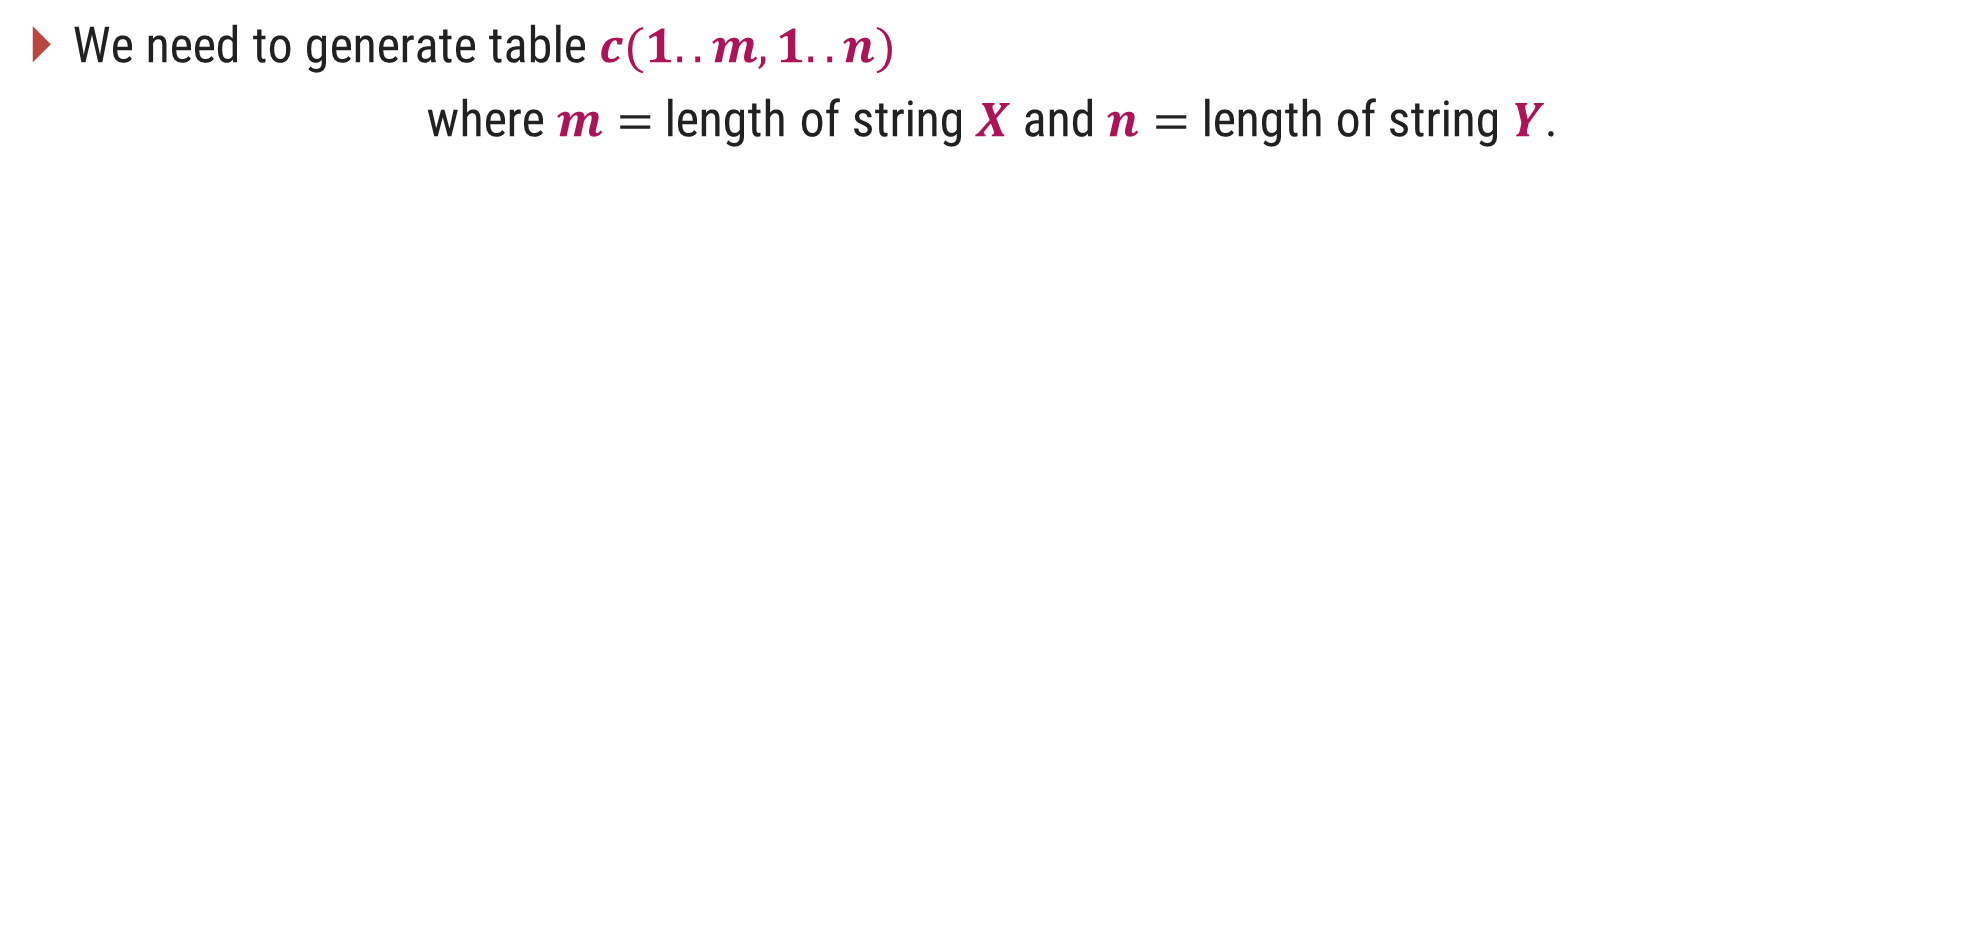 We need to generate table c(1..m, 1..n)
where m = length of string X and n = length of string Y.